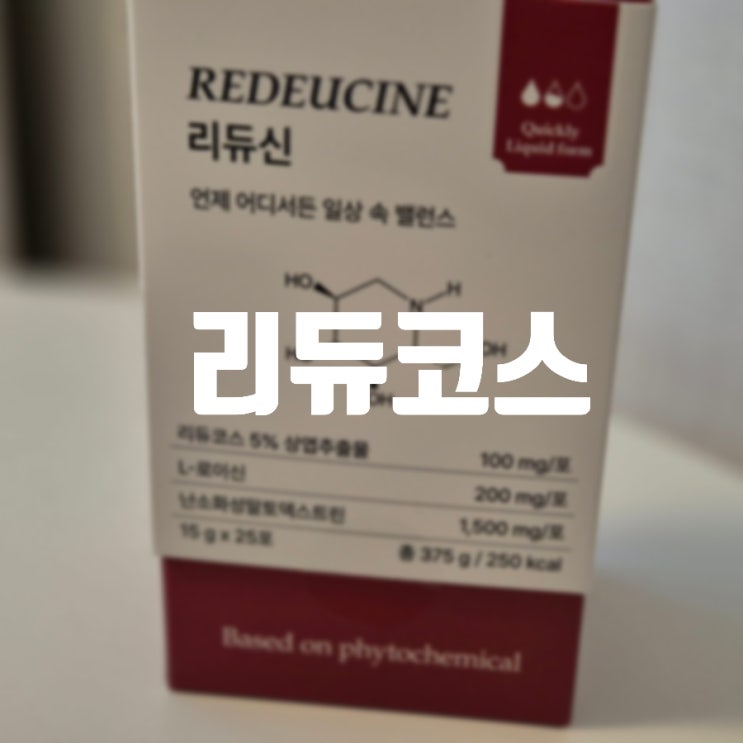 REDEUCINE
리듀신
Quickly
Liquid form
언제 어디서든 일상 속 밸런스
HO
N
H
OH
리듀코스
리듀코스 5% 상엽추출물 100 mg/포
L-로이신 200 mg/포
난소화성말토덱스트린 1,500 mg/포
15 g x 25포 총 375 g / 250 kcal
Based on phytochemical